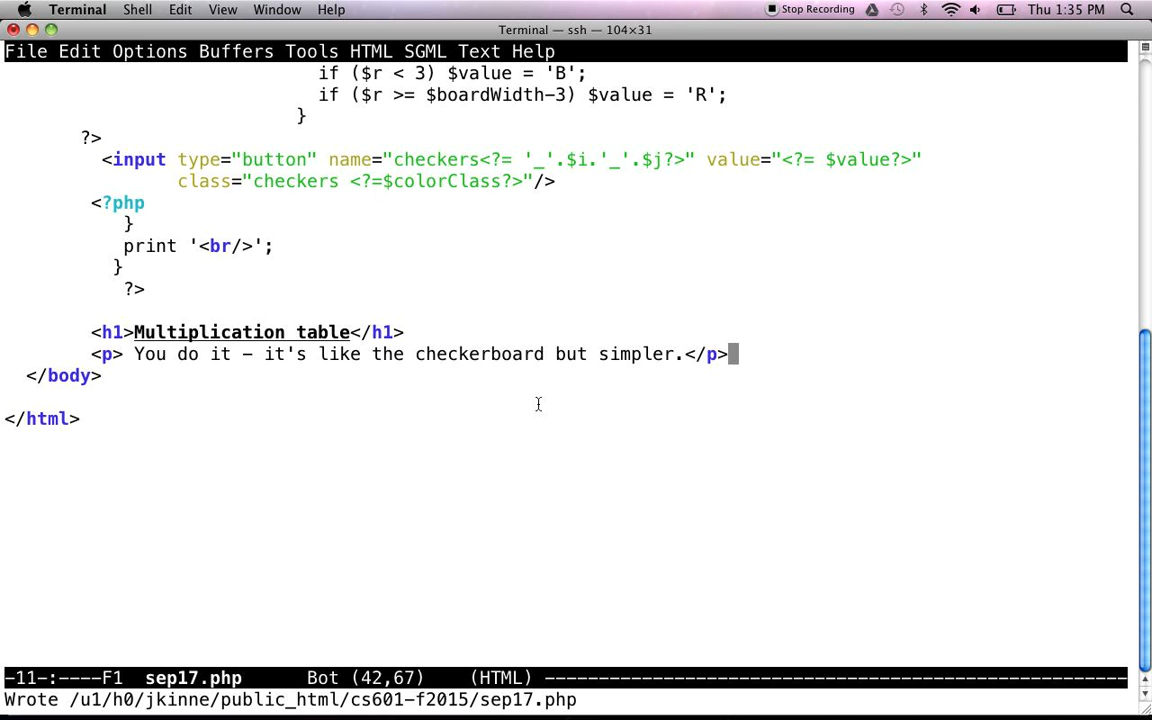 Terminal Shell Edit View Window Help Stop Recording Thu 1:35 PM
Terminal — ssh — 104×31
File Edit Options Buffers Tools HTML SGML Text Help
if ($r < 3) $value = 'B';
if ($r >= $boardWidth-3) $value = 'R';
}
?>
<input type="button" name="checkers<?= '_'.$i.'_'.$j?>" value="<?= $value?>"
class="checkers <?=$colorClass?>"/>
<?php
}
print '<br/>';
}
?>
<h1>Multiplication table</h1>
<p> You do it - it's like the checkerboard but simpler.</p>
</body>
</html>
-11-:----F1 sep17.php Bot (42,67) (HTML) ------------------------------------------------------
Wrote /u1/h0/jkinne/public_html/cs601-f2015/sep17.php